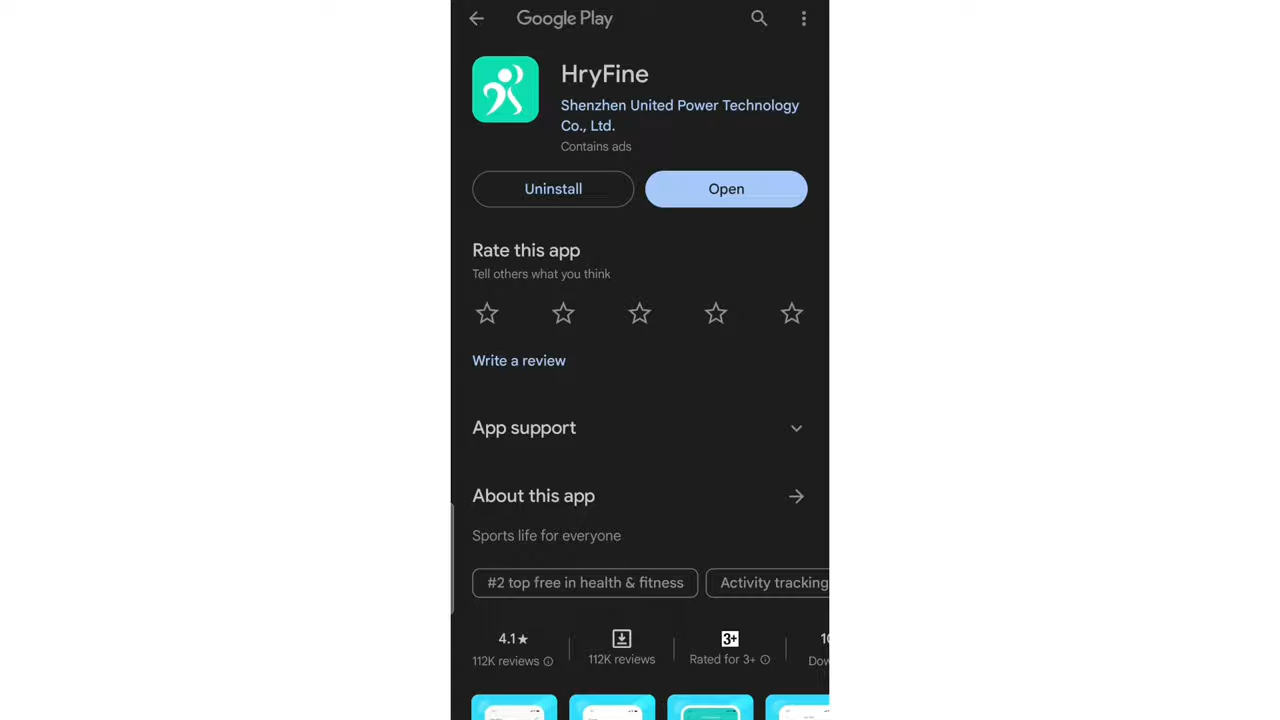 Google Play
HryFine
Shenzhen United Power Technology
Co., Ltd.
Contains ads
Uninstall
Open
Rate this app
Tell others what you think
Write a review
App support
About this app
Sports life for everyone
#2 top free in health & fitness
Activity tracking
4.1★
3+
10
112K reviews
112K reviews
Rated for 3+
Dow